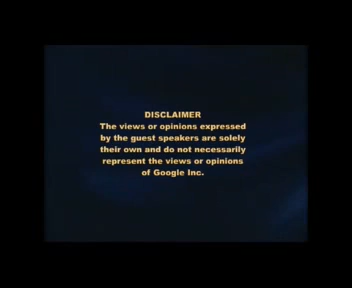 DISCLAIMER
The views or opinions expressed
by the guest speakers are solely
their own and do not necessarily
represent the views or opinions
of Google Inc.